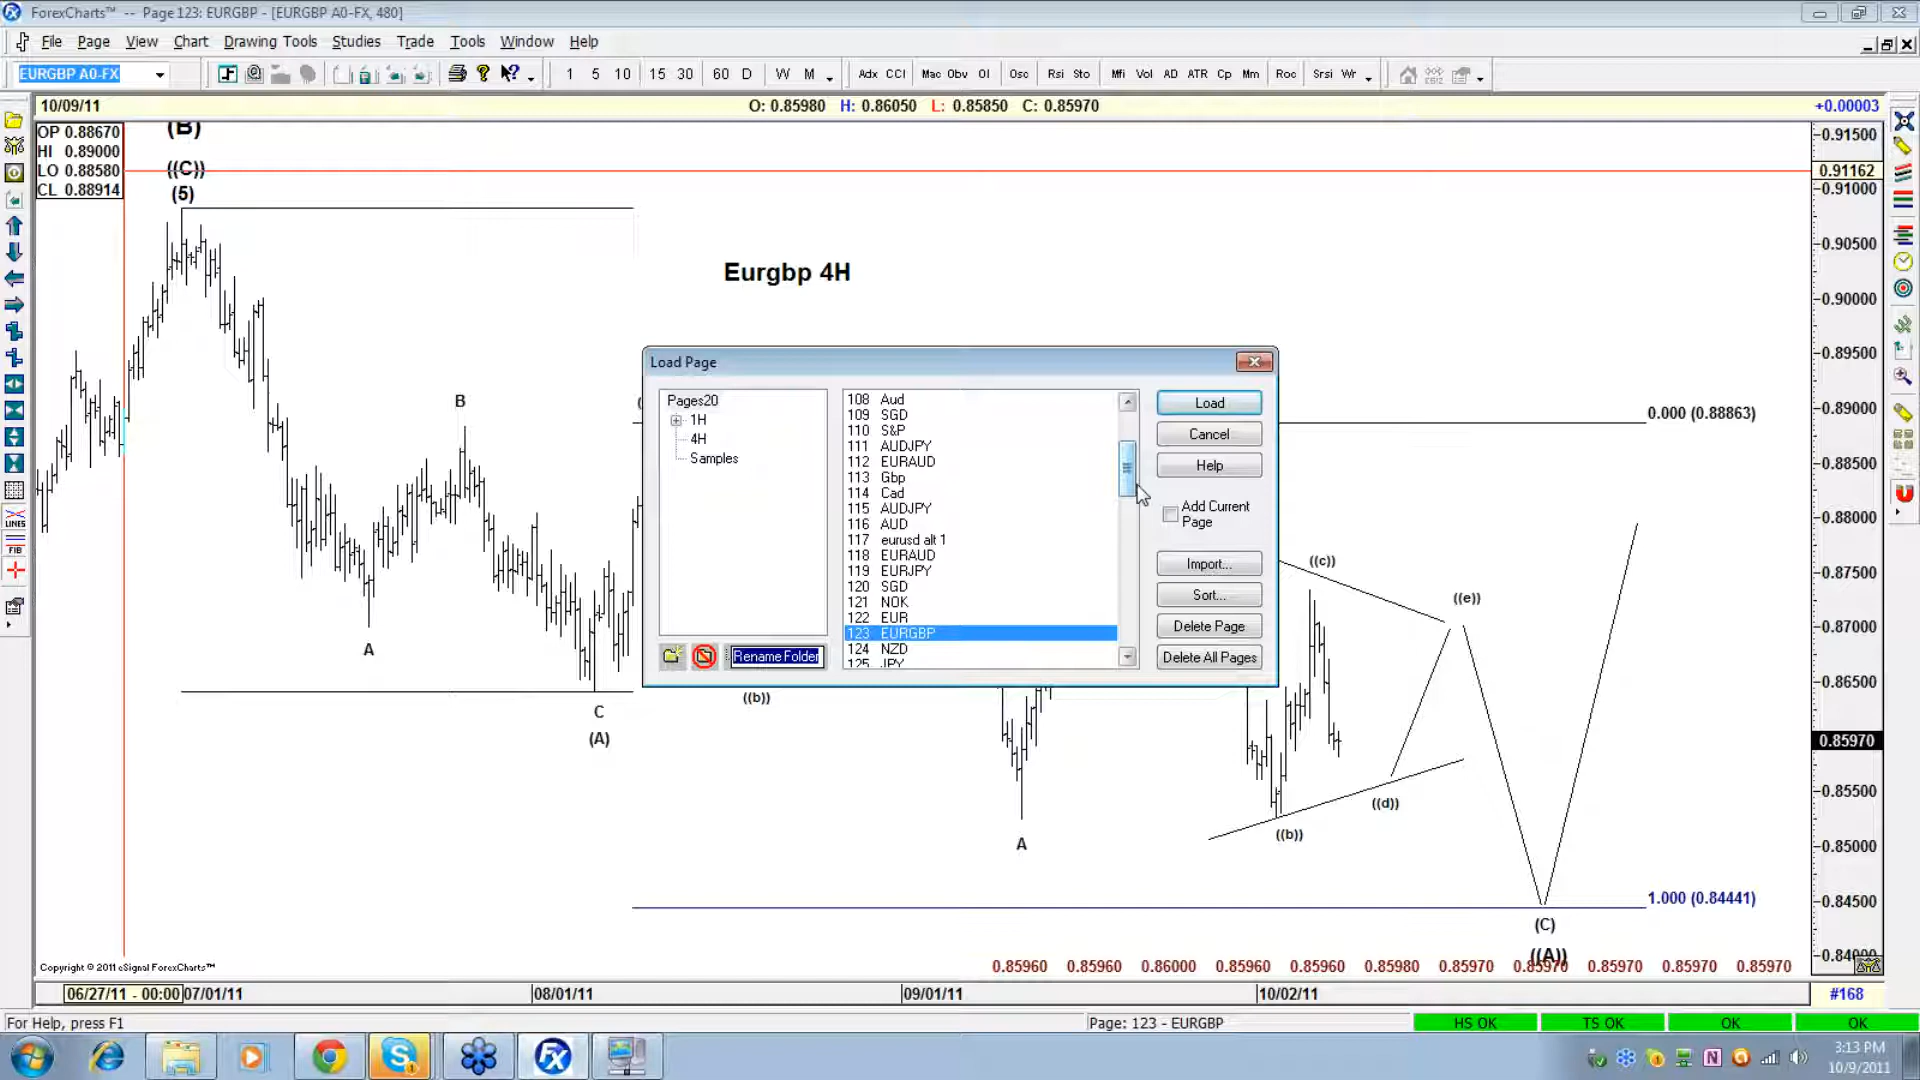 ForexCharts™ -- Page 123: EURGBP - [EURGBP A0-FX, 480]
File Page View Chart Drawing Tools Studies Trade Tools Window Help
EURGBP A0-FX 1 5 10 15 30 60 D W M Adx CCI Mac Obv OI Osc Rsi Sto Mfi Vol AD ATR Cp Mm Roc Srsi Wr
10/09/11 O: 0.85980 H: 0.86050 L: 0.85850 C: 0.85970 +0.00003
OP 0.88670
HI 0.89000
LO 0.88580
CL 0.88914
(B)
((C))
(5)
Eurgbp 4H
B
A
C
(A)
((b))
A
((b))
((c))
((d))
((e))
(C)
((A))
0.000 (0.88863)
1.000 (0.84441)
Load Page
Pages20
1H
4H
Samples
Rename Folder
108 Aud
109 SGD
110 S&P
111 AUDJPY
112 EURAUD
113 Gbp
114 Cad
115 AUDJPY
116 AUD
117 eurusd alt 1
118 EURAUD
119 EURJPY
120 SGD
121 NOK
122 EUR
123 EURGBP
124 NZD
125 JPY
Load
Cancel
Help
Add Current
Page
Import...
Sort...
Delete Page
Delete All Pages
0.91500
0.91162
0.91000
0.90500
0.90000
0.89500
0.89000
0.88500
0.88000
0.87500
0.87000
0.86500
0.85970
0.85500
0.85000
0.84500
0.84000
LINES
FIB
Copyright © 2011 eSignal ForexCharts™
0.85960 0.85960 0.86000 0.85960 0.85960 0.85980 0.85970 0.85970 0.85970 0.85970 0.85970
06/27/11 - 00:00 07/01/11 08/01/11 09/01/11 10/02/11 #168
For Help, press F1 Page: 123 - EURGBP HS OK TS OK OK OK
3:13 PM
10/9/2011